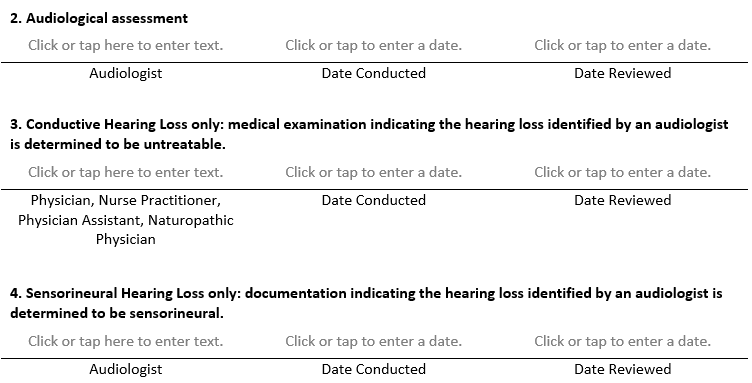 2. Audiological assessment
Click or tap here to enter text. Click or tap to enter a date. Click or tap to enter a date.
Audiologist Date Conducted Date Reviewed
3. Conductive Hearing Loss only: medical examination indicating the hearing loss identified by an audiologist
is determined to be untreatable.
Click or tap here to enter text. Click or tap to enter a date. Click or tap to enter a date.
Physician, Nurse Practitioner, Date Conducted Date Reviewed
Physician Assistant, Naturopathic
Physician
4. Sensorineural Hearing Loss only: documentation indicating the hearing loss identified by an audiologist is
determined to be sensorineural.
Click or tap here to enter text. Click or tap to enter a date. Click or tap to enter a date.
Audiologist Date Conducted Date Reviewed